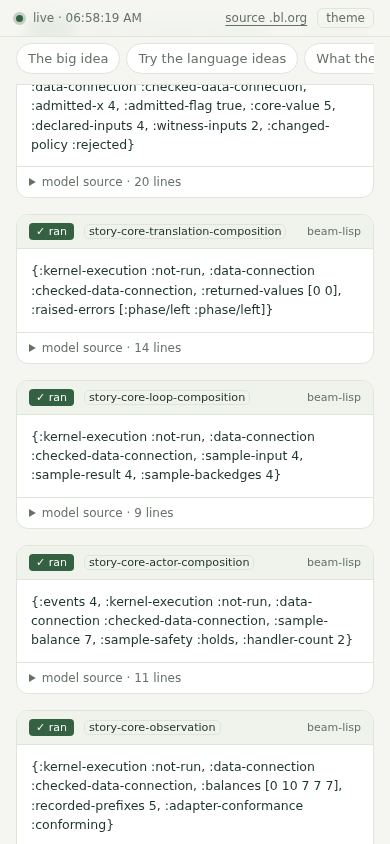 live · 06:58:19 AM
source .bl.org
theme
The big idea
Try the language ideas
What the
:data-connection :checked-data-connection,
:admitted-x 4, :admitted-flag true, :core-value 5,
:declared-inputs 4, :witness-inputs 2, :changed-
policy :rejected}
▶ model source · 20 lines
✓ ran
story-core-translation-composition
beam-lisp
{:kernel-execution :not-run, :data-connection
:checked-data-connection, :returned-values [0 0],
:raised-errors [:phase/left :phase/left]}
▶ model source · 14 lines
✓ ran
story-core-loop-composition
beam-lisp
{:kernel-execution :not-run, :data-connection
:checked-data-connection, :sample-input 4,
:sample-result 4, :sample-backedges 4}
▶ model source · 9 lines
✓ ran
story-core-actor-composition
beam-lisp
{:events 4, :kernel-execution :not-run, :data-
connection :checked-data-connection, :sample-
balance 7, :sample-safety :holds, :handler-count 2}
▶ model source · 11 lines
✓ ran
story-core-observation
beam-lisp
{:kernel-execution :not-run, :data-connection
:checked-data-connection, :balances [0 10 7 7 7],
:recorded-prefixes 5, :adapter-conformance
:conforming}